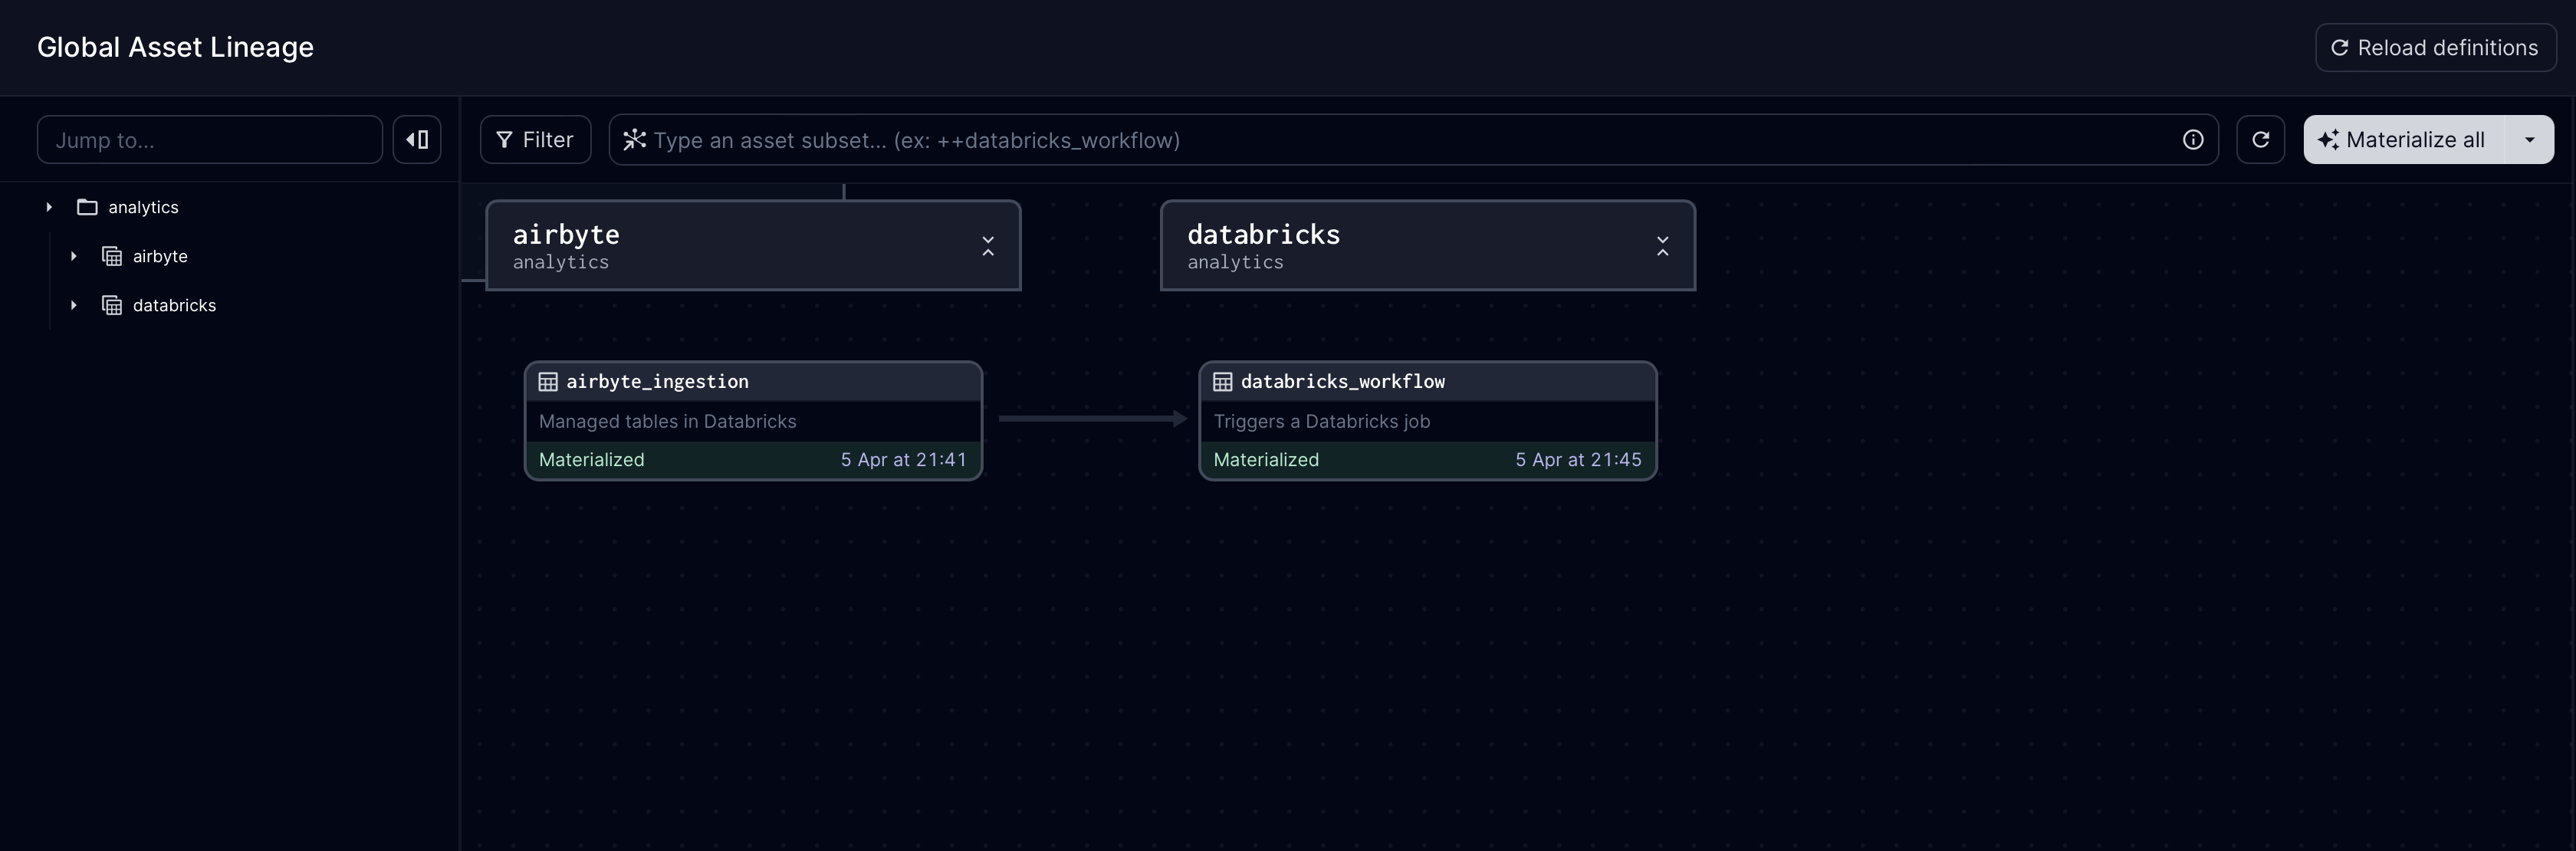 Global Asset Lineage
Reload definitions
Jump to...
Filter
Type an asset subset... (ex: ++databricks_workflow)
Materialize all
analytics
airbyte
databricks
airbyte
analytics
databricks
analytics
airbyte_ingestion
Managed tables in Databricks
Materialized 5 Apr at 21:41
databricks_workflow
Triggers a Databricks job
Materialized 5 Apr at 21:45